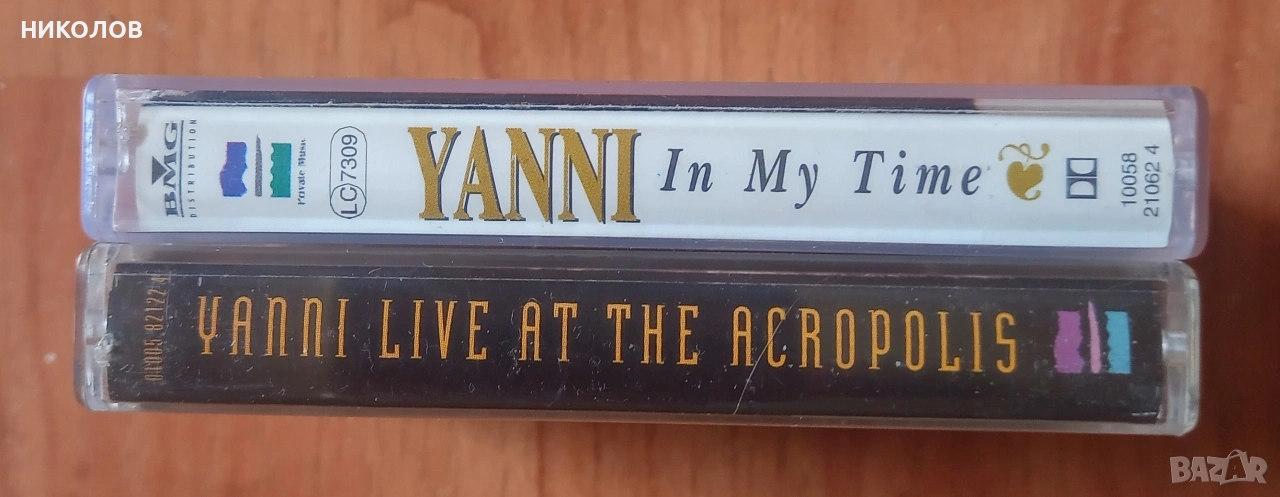 НИКОЛОВ
BMG
DISTRIBUTION
Private Music
LC 7309
YANNI In My Time
10058
21062 4
YANNI LIVE AT THE ACROPOLIS
BAZAR